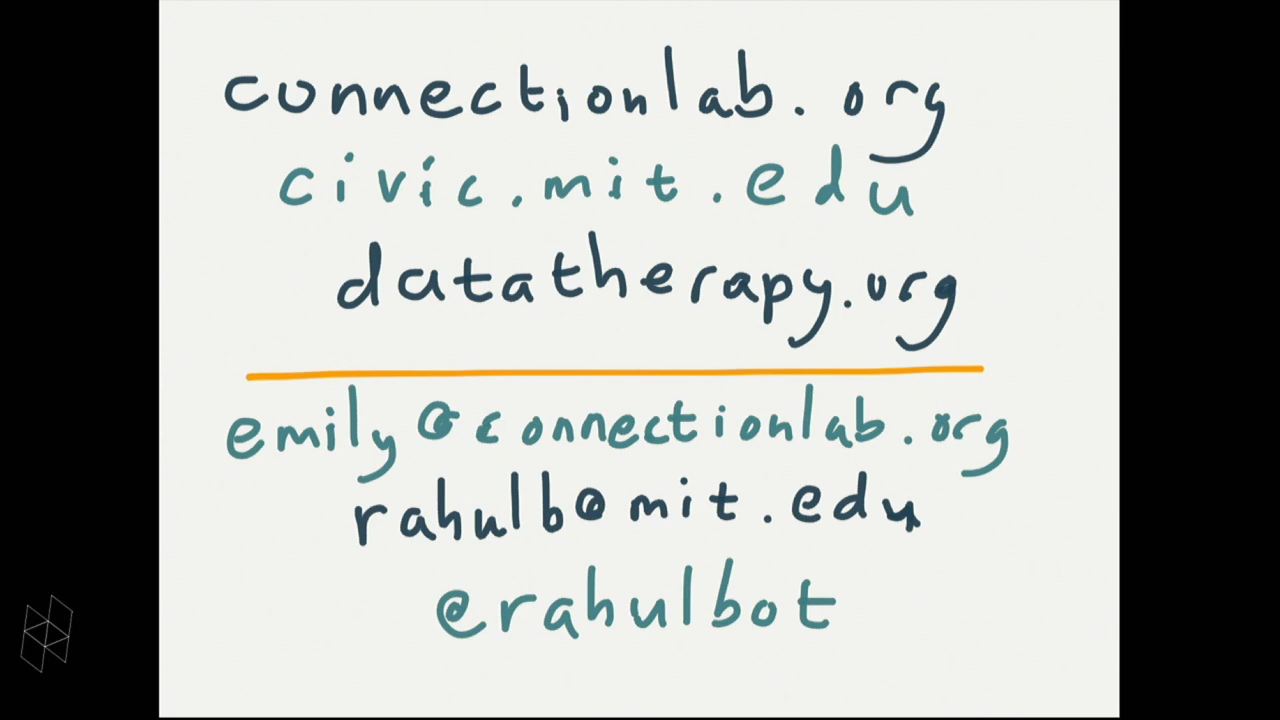 connectionlab.org
civic.mit.edu
datatherapy.org
emily@connectionlab.org
rahulb@mit.edu
@rahulbot